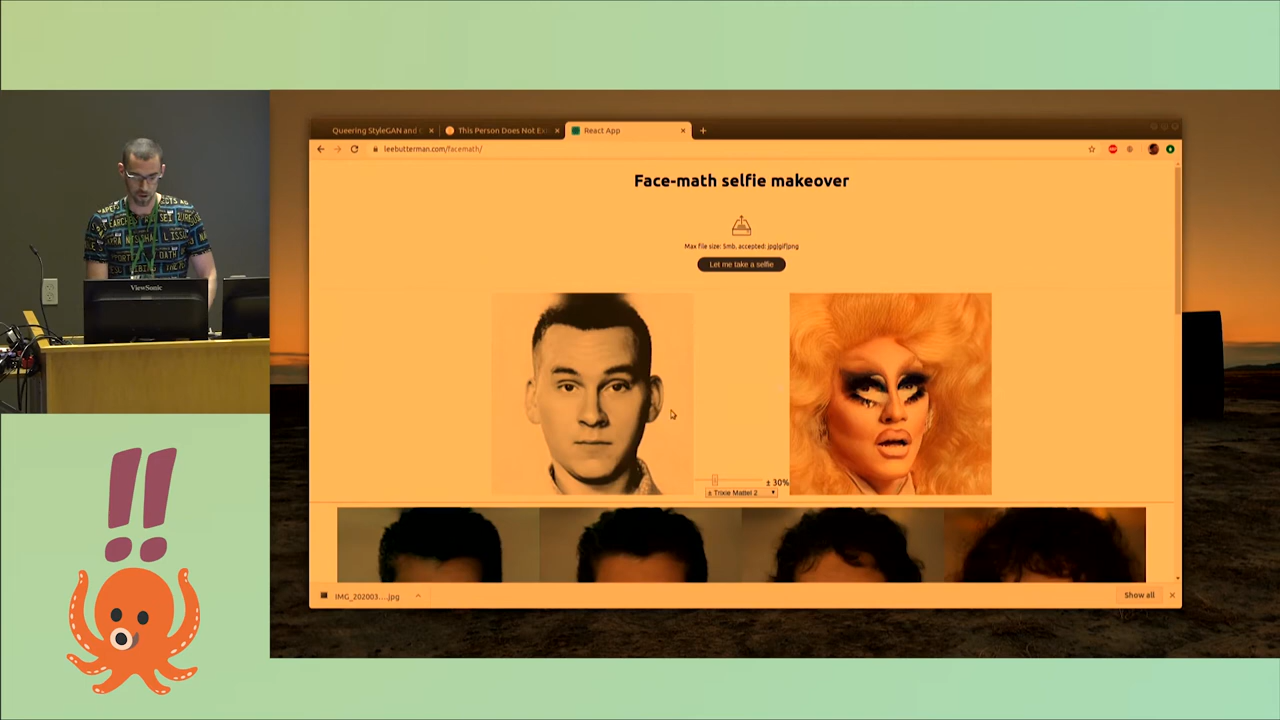 Queering StyleGAN and
This Person Does Not Exi
React App
leebutterman.com/facemath/
Face-math selfie makeover
Max file size: 5mb, accepted: jpg|gif|png
Let me take a selfie
± 30%
± Trixie Mattel 2
ViewSonic
!!
IMG_202003....jpg
Show all